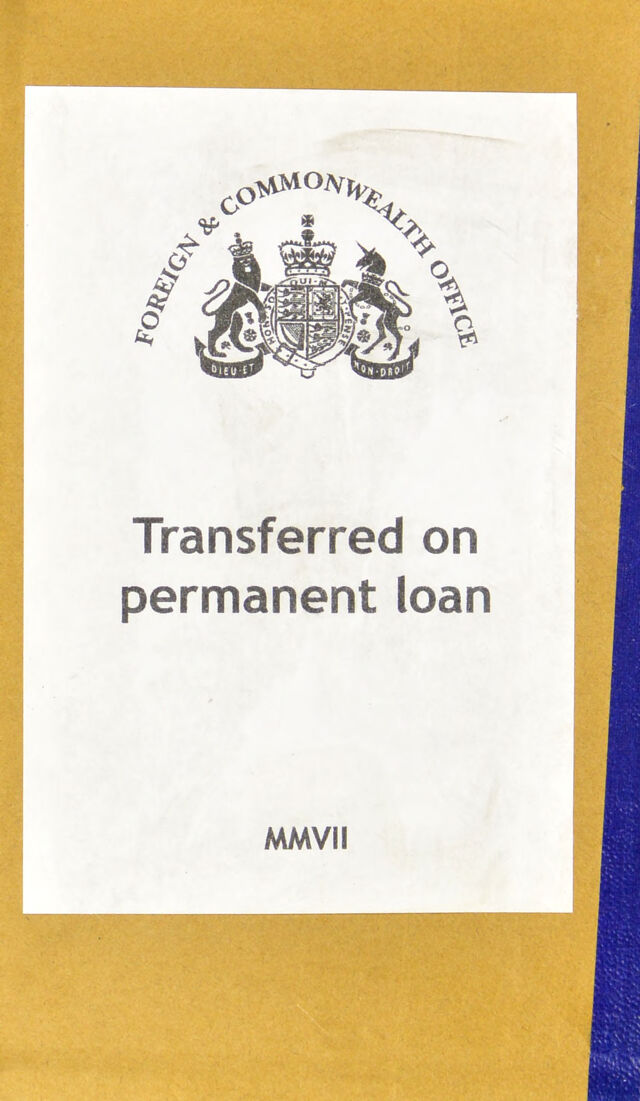 FOREIGN & COMMONWEALTH OFFICE
DIEU·ET
MON·DROIT
Transferred on
permanent loan
MMVII